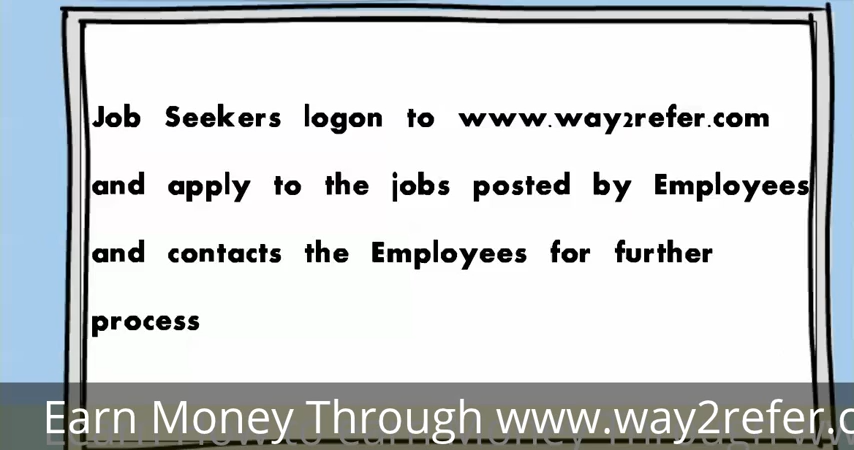 Job Seekers logon to www.way2refer.com
and apply to the jobs posted by Employees
and contacts the Employees for further
process
Earn Money Through www.way2refer.c